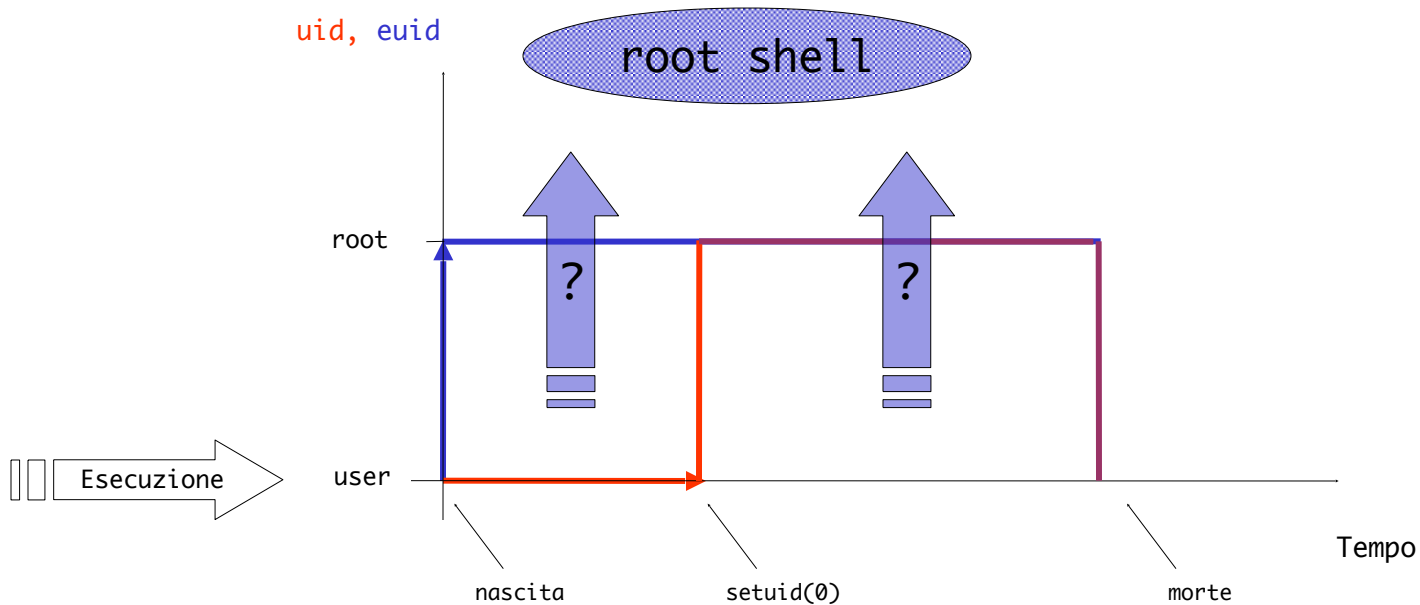 uid, euid
root shell
root
?
?
Esecuzione
user
Tempo
nascita
setuid(0)
morte